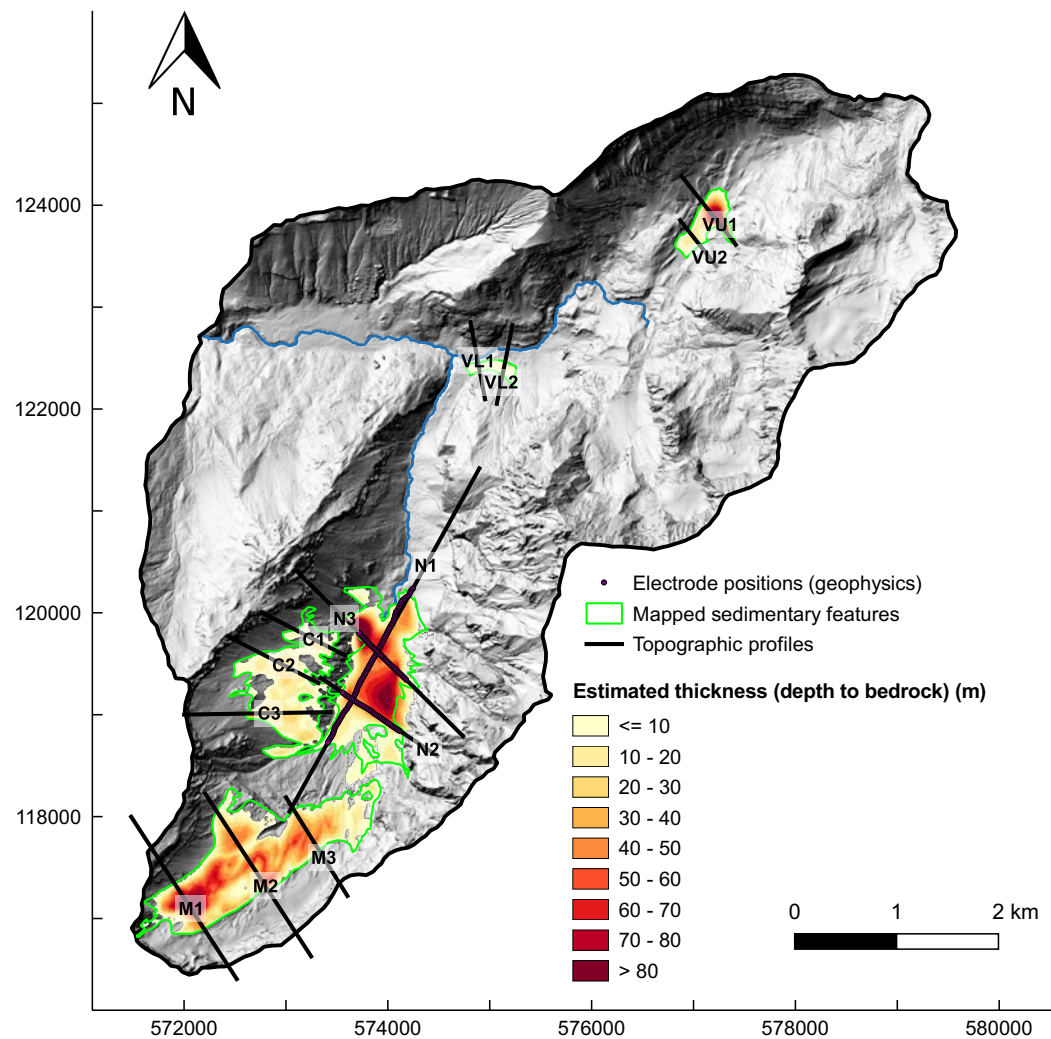 N
124000
122000
120000
118000
VU1
VU2
VL1
VL2
N1
N3
C1
C2
C3
N2
M3
M2
M1
Electrode positions (geophysics)
Mapped sedimentary features
Topographic profiles
Estimated thickness (depth to bedrock) (m)
<= 10
10 - 20
20 - 30
30 - 40
40 - 50
50 - 60
60 - 70
70 - 80
> 80
0 1 2 km
572000 574000 576000 578000 580000